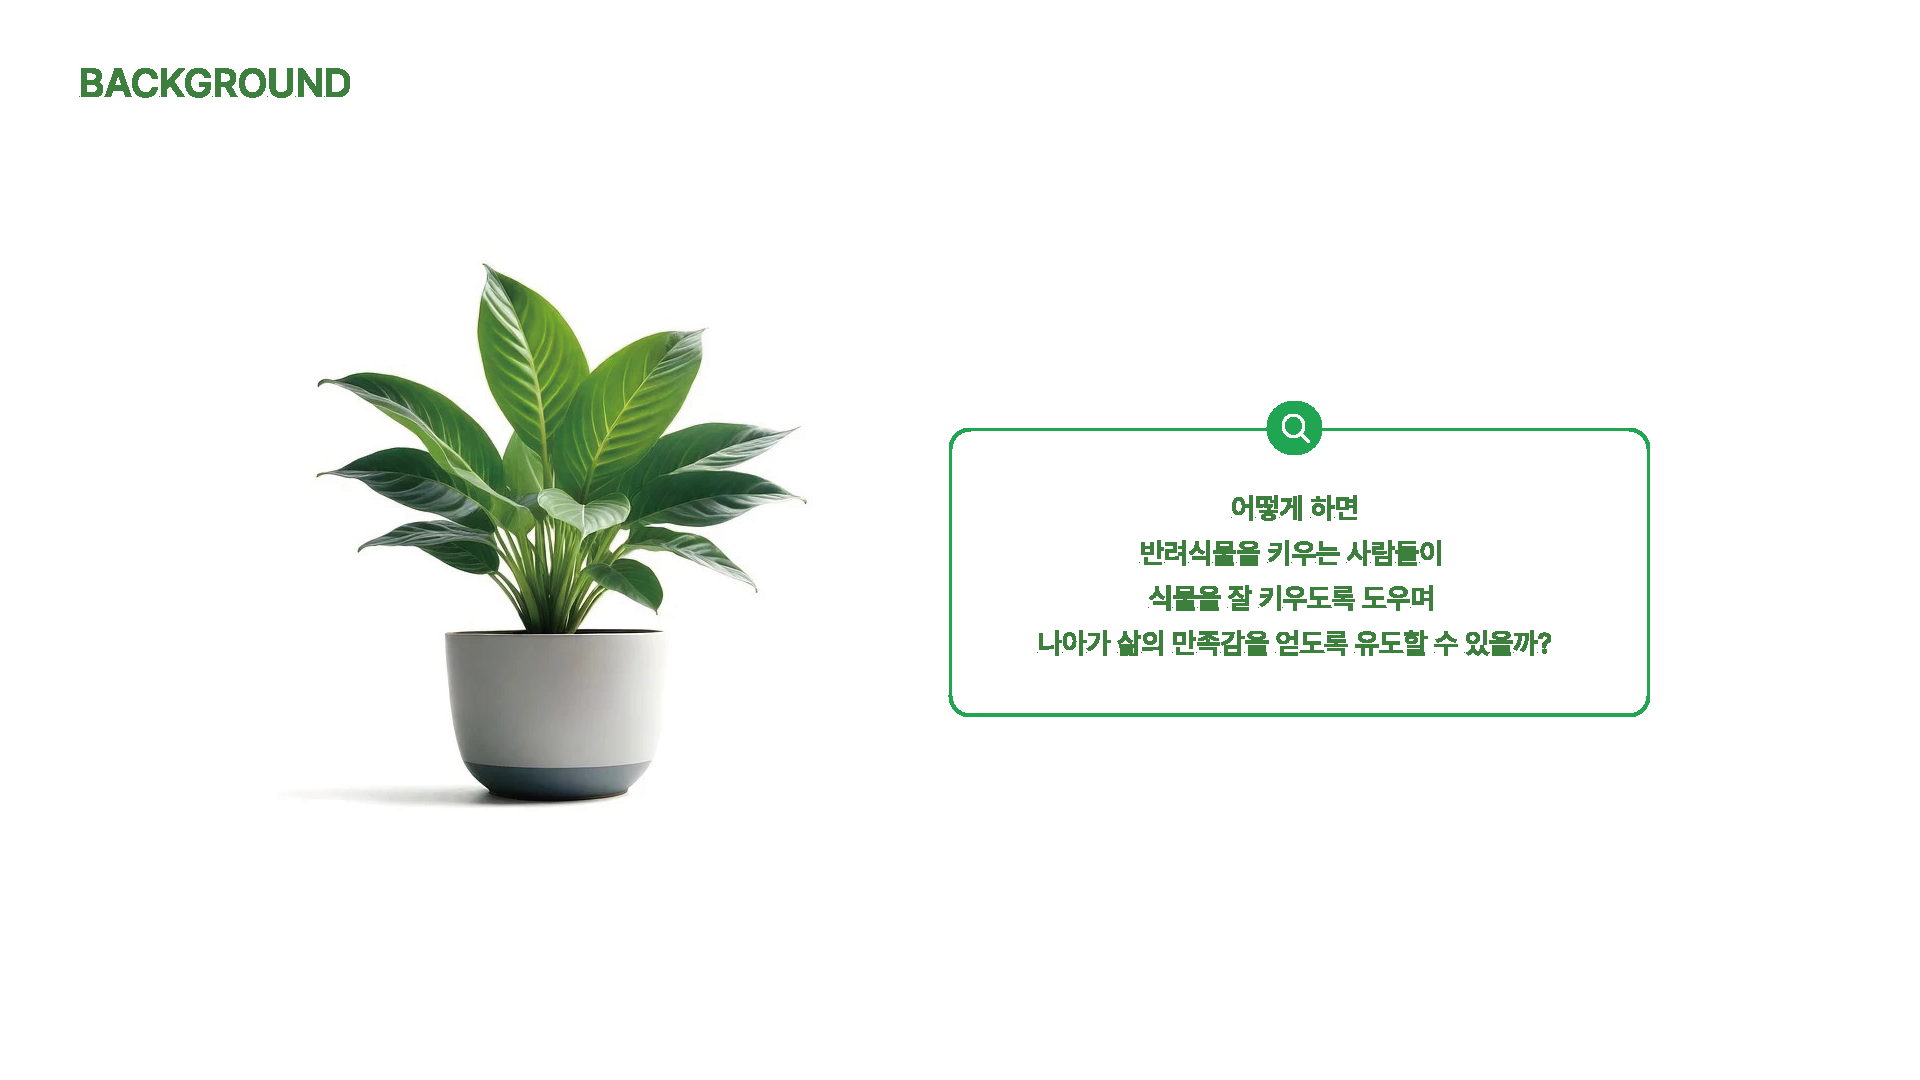 BACKGROUND
어떻게 하면
반려식물을 키우는 사람들이
식물을 잘 키우도록 도우며
나아가 삶의 만족감을 얻도록 유도할 수 있을까?